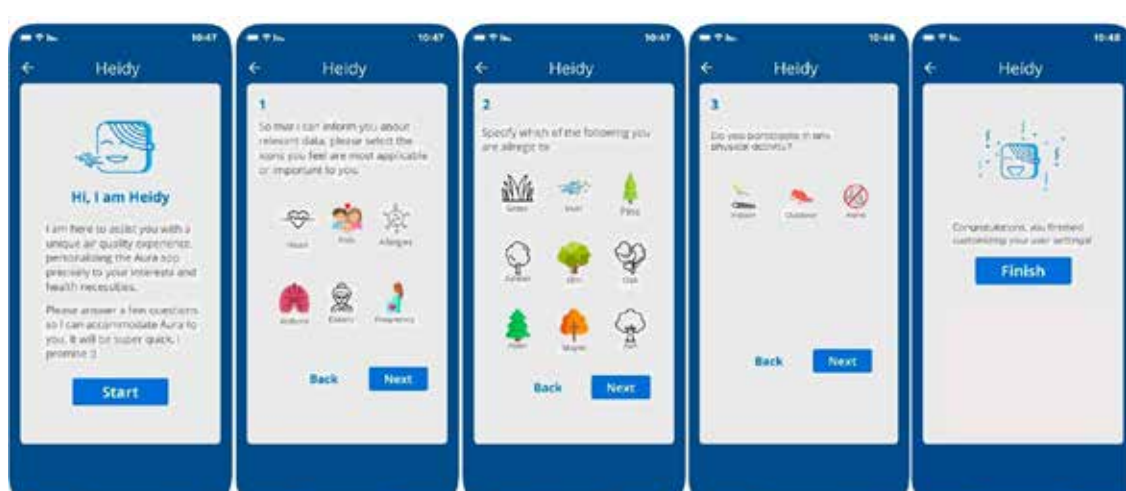 10:47
Heidy
Hi, I am Heidy
I am here to assist you with a
unique air quality experience,
personalizing the Aura app
precisely to your interests and
health necessities.
Please answer a few questions
so I can accommodate Aura to
you. It will be super quick, I
promise :)
Start
10:47
Heidy
1
So that I can inform you about
relevant data, please select the
icons you feel are most applicable
or important to you.
Heart
Kids
Allergies
Asthma
Elderly
Pregnancy
Back
Next
10:47
Heidy
2
Specify which of the following you
are allergic to
Grass
Pine
Juniper
Elm
Oak
Maple
Back
Next
10:48
Heidy
3
Do you participate in any
physical activity?
Indoor
Outdoor
None
Back
Next
10:48
Heidy
Congratulations, you finished
customizing your user settings!
Finish